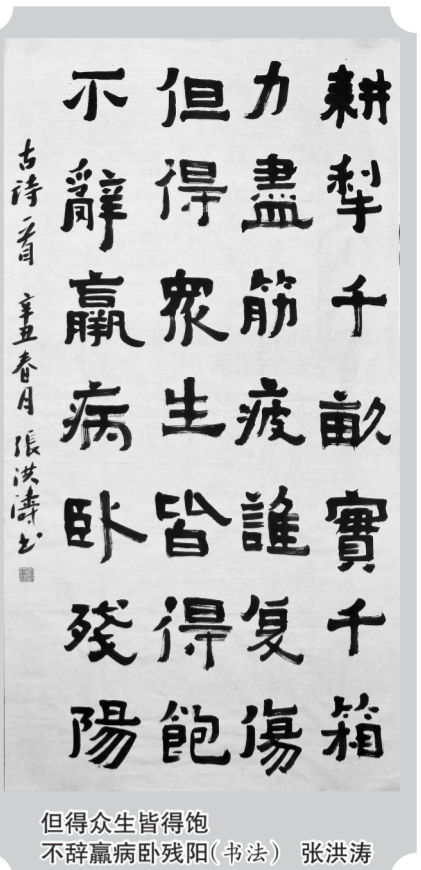 耕犁千畝實千箱
力盡筋疲誰复傷
但得眾生皆得飽
不辭羸病卧殘陽
古詩一首 辛丑春月 張洪濤书
但得众生皆得饱
不辞羸病卧残阳(书法) 张洪涛